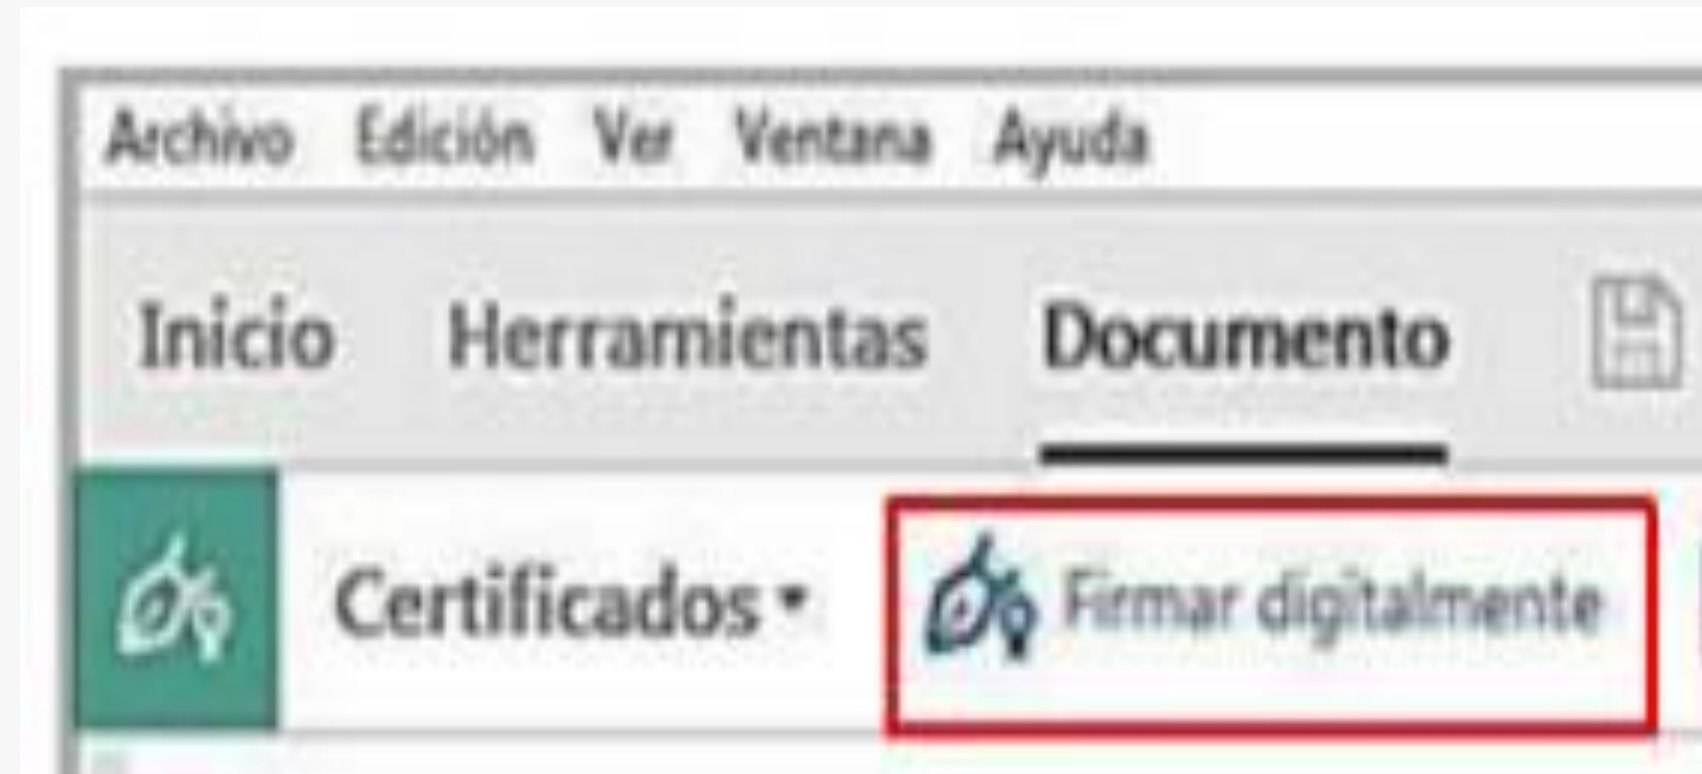 Archivo Edición Ver Ventana Ayuda
Inicio Herramientas Documento
Certificados Firmar digitalmente